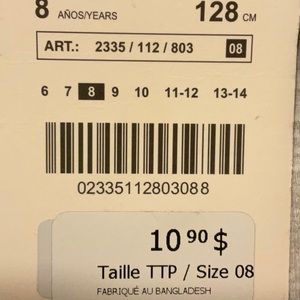 8 AÑOS/YEARS 128 CM
ART.: 2335 / 112 / 803 08
6 7 8 9 10 11-12 13-14
02335112803088
10 90 $
Taille TTP / Size 08
FABRIQUÉ AU BANGLADESH